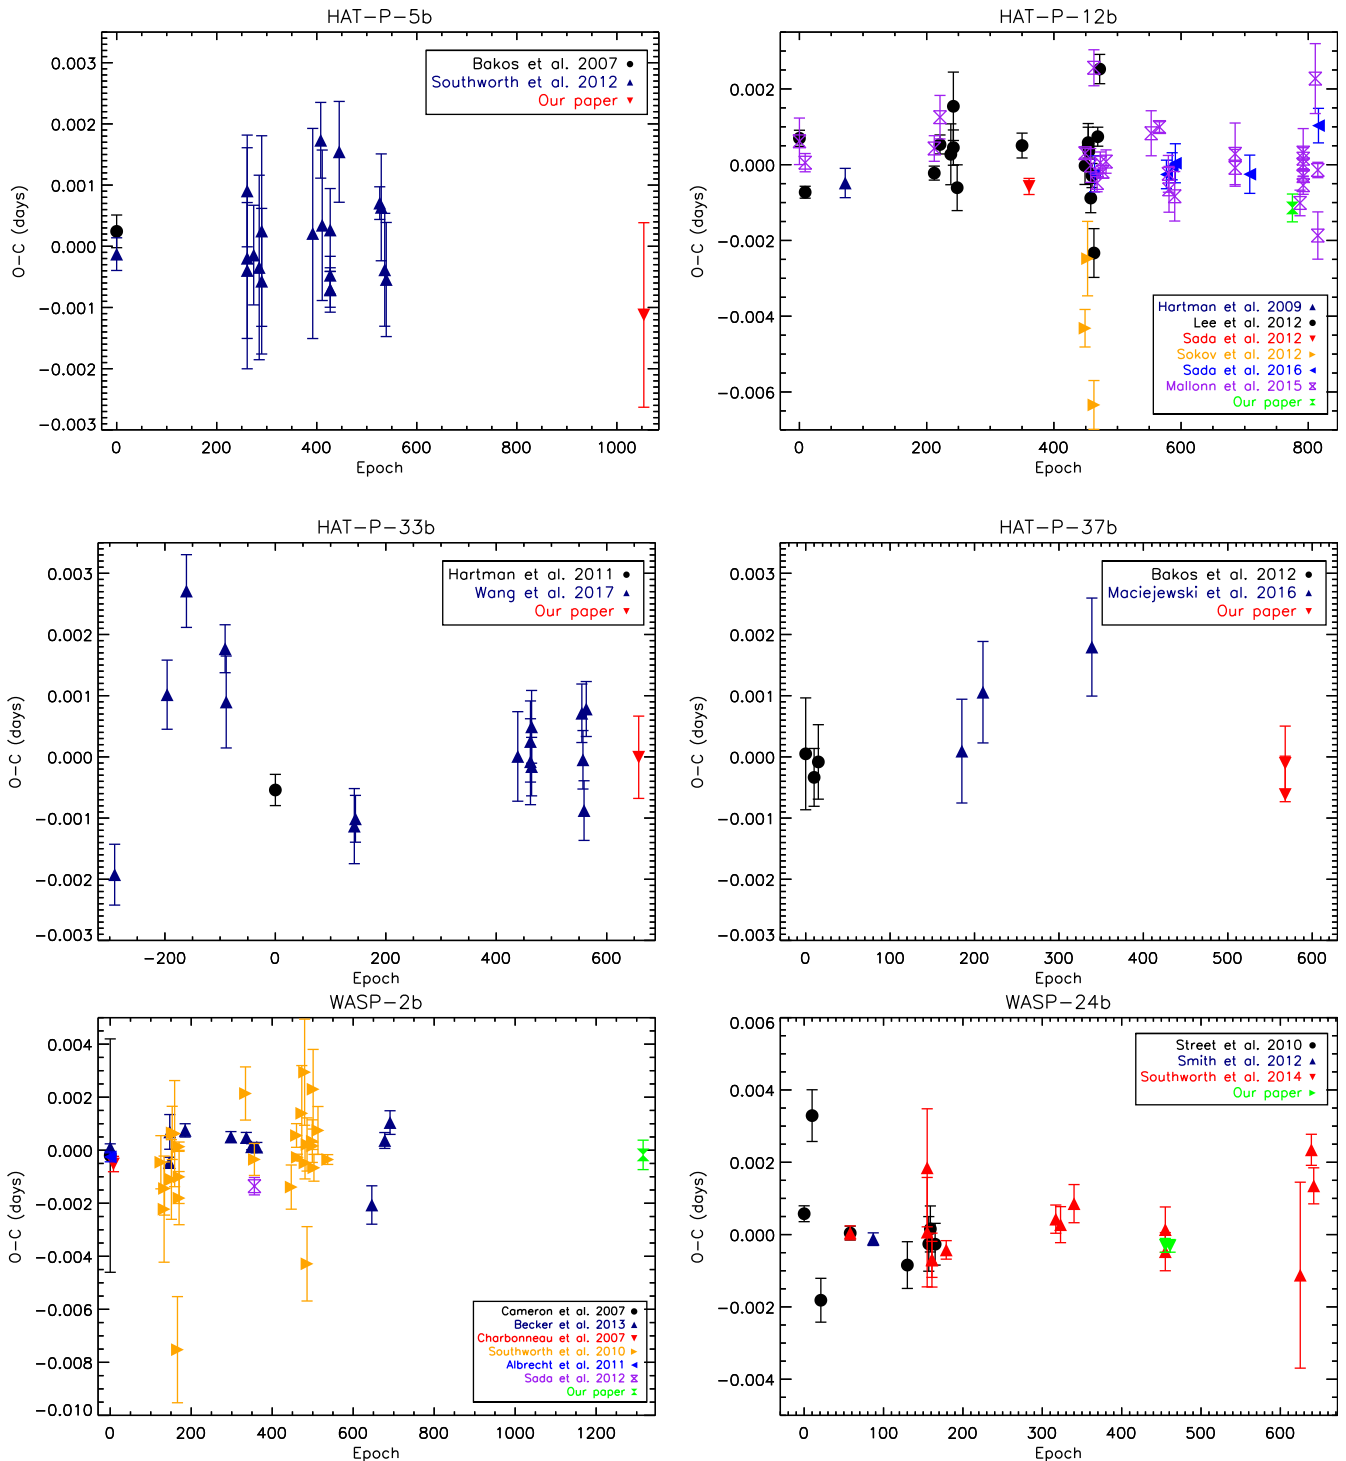 HAT-P-5b
0.003
0.002
0.001
0.000
-0.001
-0.002
-0.003
O-C (days)
Bakos et al. 2007
Southworth et al. 2012
Our paper
0 200 400 600 800 1000
Epoch
HAT-P-12b
0.002
0.000
-0.002
-0.004
-0.006
O-C (days)
Hartman et al. 2009
Lee et al. 2012
Sada et al. 2012
Sokov et al. 2012
Sada et al. 2016
Mallonn et al. 2015
Our paper
0 200 400 600 800
Epoch
HAT-P-33b
0.003
0.002
0.001
0.000
-0.001
-0.002
-0.003
O-C (days)
Hartman et al. 2011
Wang et al. 2017
Our paper
-200 0 200 400 600
Epoch
HAT-P-37b
0.003
0.002
0.001
0.000
-0.001
-0.002
-0.003
O-C (days)
Bakos et al. 2012
Maciejewski et al. 2016
Our paper
0 100 200 300 400 500 600
Epoch
WASP-2b
0.004
0.002
0.000
-0.002
-0.004
-0.006
-0.008
-0.010
O-C (days)
Cameron et al. 2007
Becker et al. 2013
Charbonneau et al. 2007
Southworth et al. 2010
Albrecht et al. 2011
Sada et al. 2012
Our paper
0 200 400 600 800 1000 1200
Epoch
WASP-24b
0.006
0.004
0.002
0.000
-0.002
-0.004
O-C (days)
Street et al. 2010
Smith et al. 2012
Southworth et al. 2014
Our paper
0 100 200 300 400 500 600
Epoch